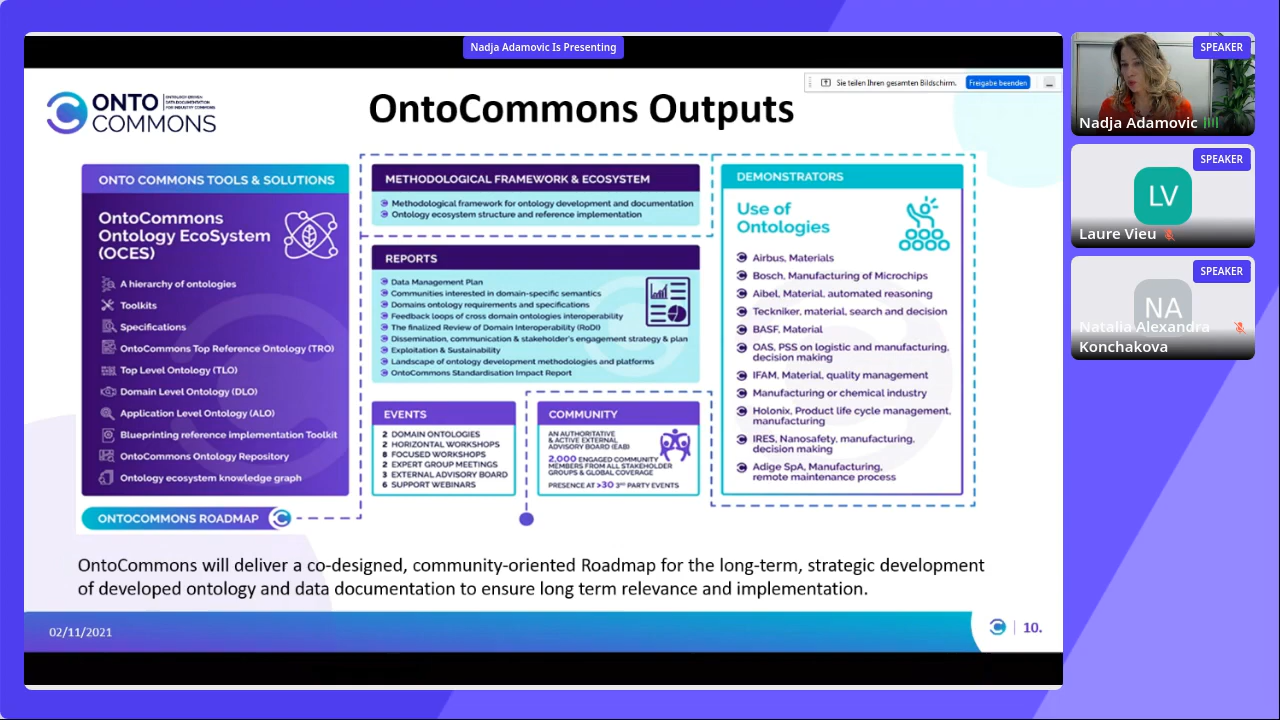 Nadja Adamovic Is Presenting
Sie teilen Ihren gesamten Bildschirm.
Freigabe beenden
ONTO
COMMONS
ONTOLOGY-DRIVEN
DATA DOCUMENTATION
FOR INDUSTRY COMMONS
OntoCommons Outputs
ONTO COMMONS TOOLS & SOLUTIONS
OntoCommons
Ontology EcoSystem
(OCES)
A hierarchy of ontologies
Toolkits
Specifications
OntoCommons Top Reference Ontology (TRO)
Top Level Ontology (TLO)
Domain Level Ontology (DLO)
Application Level Ontology (ALO)
Blueprinting reference implementation Toolkit
OntoCommons Ontology Repository
Ontology ecosystem knowledge graph
ONTOCOMMONS ROADMAP
METHODOLOGICAL FRAMEWORK & ECOSYSTEM
Methodological framework for ontology development and documentation
Ontology ecosystem structure and reference implementation
REPORTS
Data Management Plan
Communities interested in domain-specific semantics
Domains ontology requirements and specifications
Feedback loops of cross domain ontologies interoperability
The finalized Review of Domain Interoperability (RoDI)
Dissemination, communication & stakeholder's engagement strategy & plan
Exploitation & Sustainability
Landscape of ontology development methodologies and platforms
OntoCommons Standardisation Impact Report
EVENTS
2 DOMAIN ONTOLOGIES
2 HORIZONTAL WORKSHOPS
8 FOCUSED WORKSHOPS
2 EXPERT GROUP MEETINGS
3 EXTERNAL ADVISORY BOARD
6 SUPPORT WEBINARS
COMMUNITY
AN AUTHORITATIVE
& ACTIVE EXTERNAL
ADVISORY BOARD (EAB)
2,000 ENGAGED COMMUNITY
MEMBERS FROM ALL STAKEHOLDER
GROUPS & GLOBAL COVERAGE
PRESENCE AT >30 3RD PARTY EVENTS
DEMONSTRATORS
Use of
Ontologies
Airbus, Materials
Bosch, Manufacturing of Microchips
Aibel, Material, automated reasoning
Teckniker, material, search and decision
BASF, Material
OAS, PSS on logistic and manufacturing,
decision making
IFAM, Material, quality management
Manufacturing or chemical industry
Holonix, Product life cycle management,
manufacturing
IRES, Nanosafety, manufacturing,
decision making
Adige SpA, Manufacturing,
remote maintenance process
OntoCommons will deliver a co-designed, community-oriented Roadmap for the long-term, strategic development
of developed ontology and data documentation to ensure long term relevance and implementation.
02/11/2021
10.
SPEAKER
Nadja Adamovic
SPEAKER
LV
Laure Vieu
SPEAKER
NA
Natalia Alexandra
Konchakova